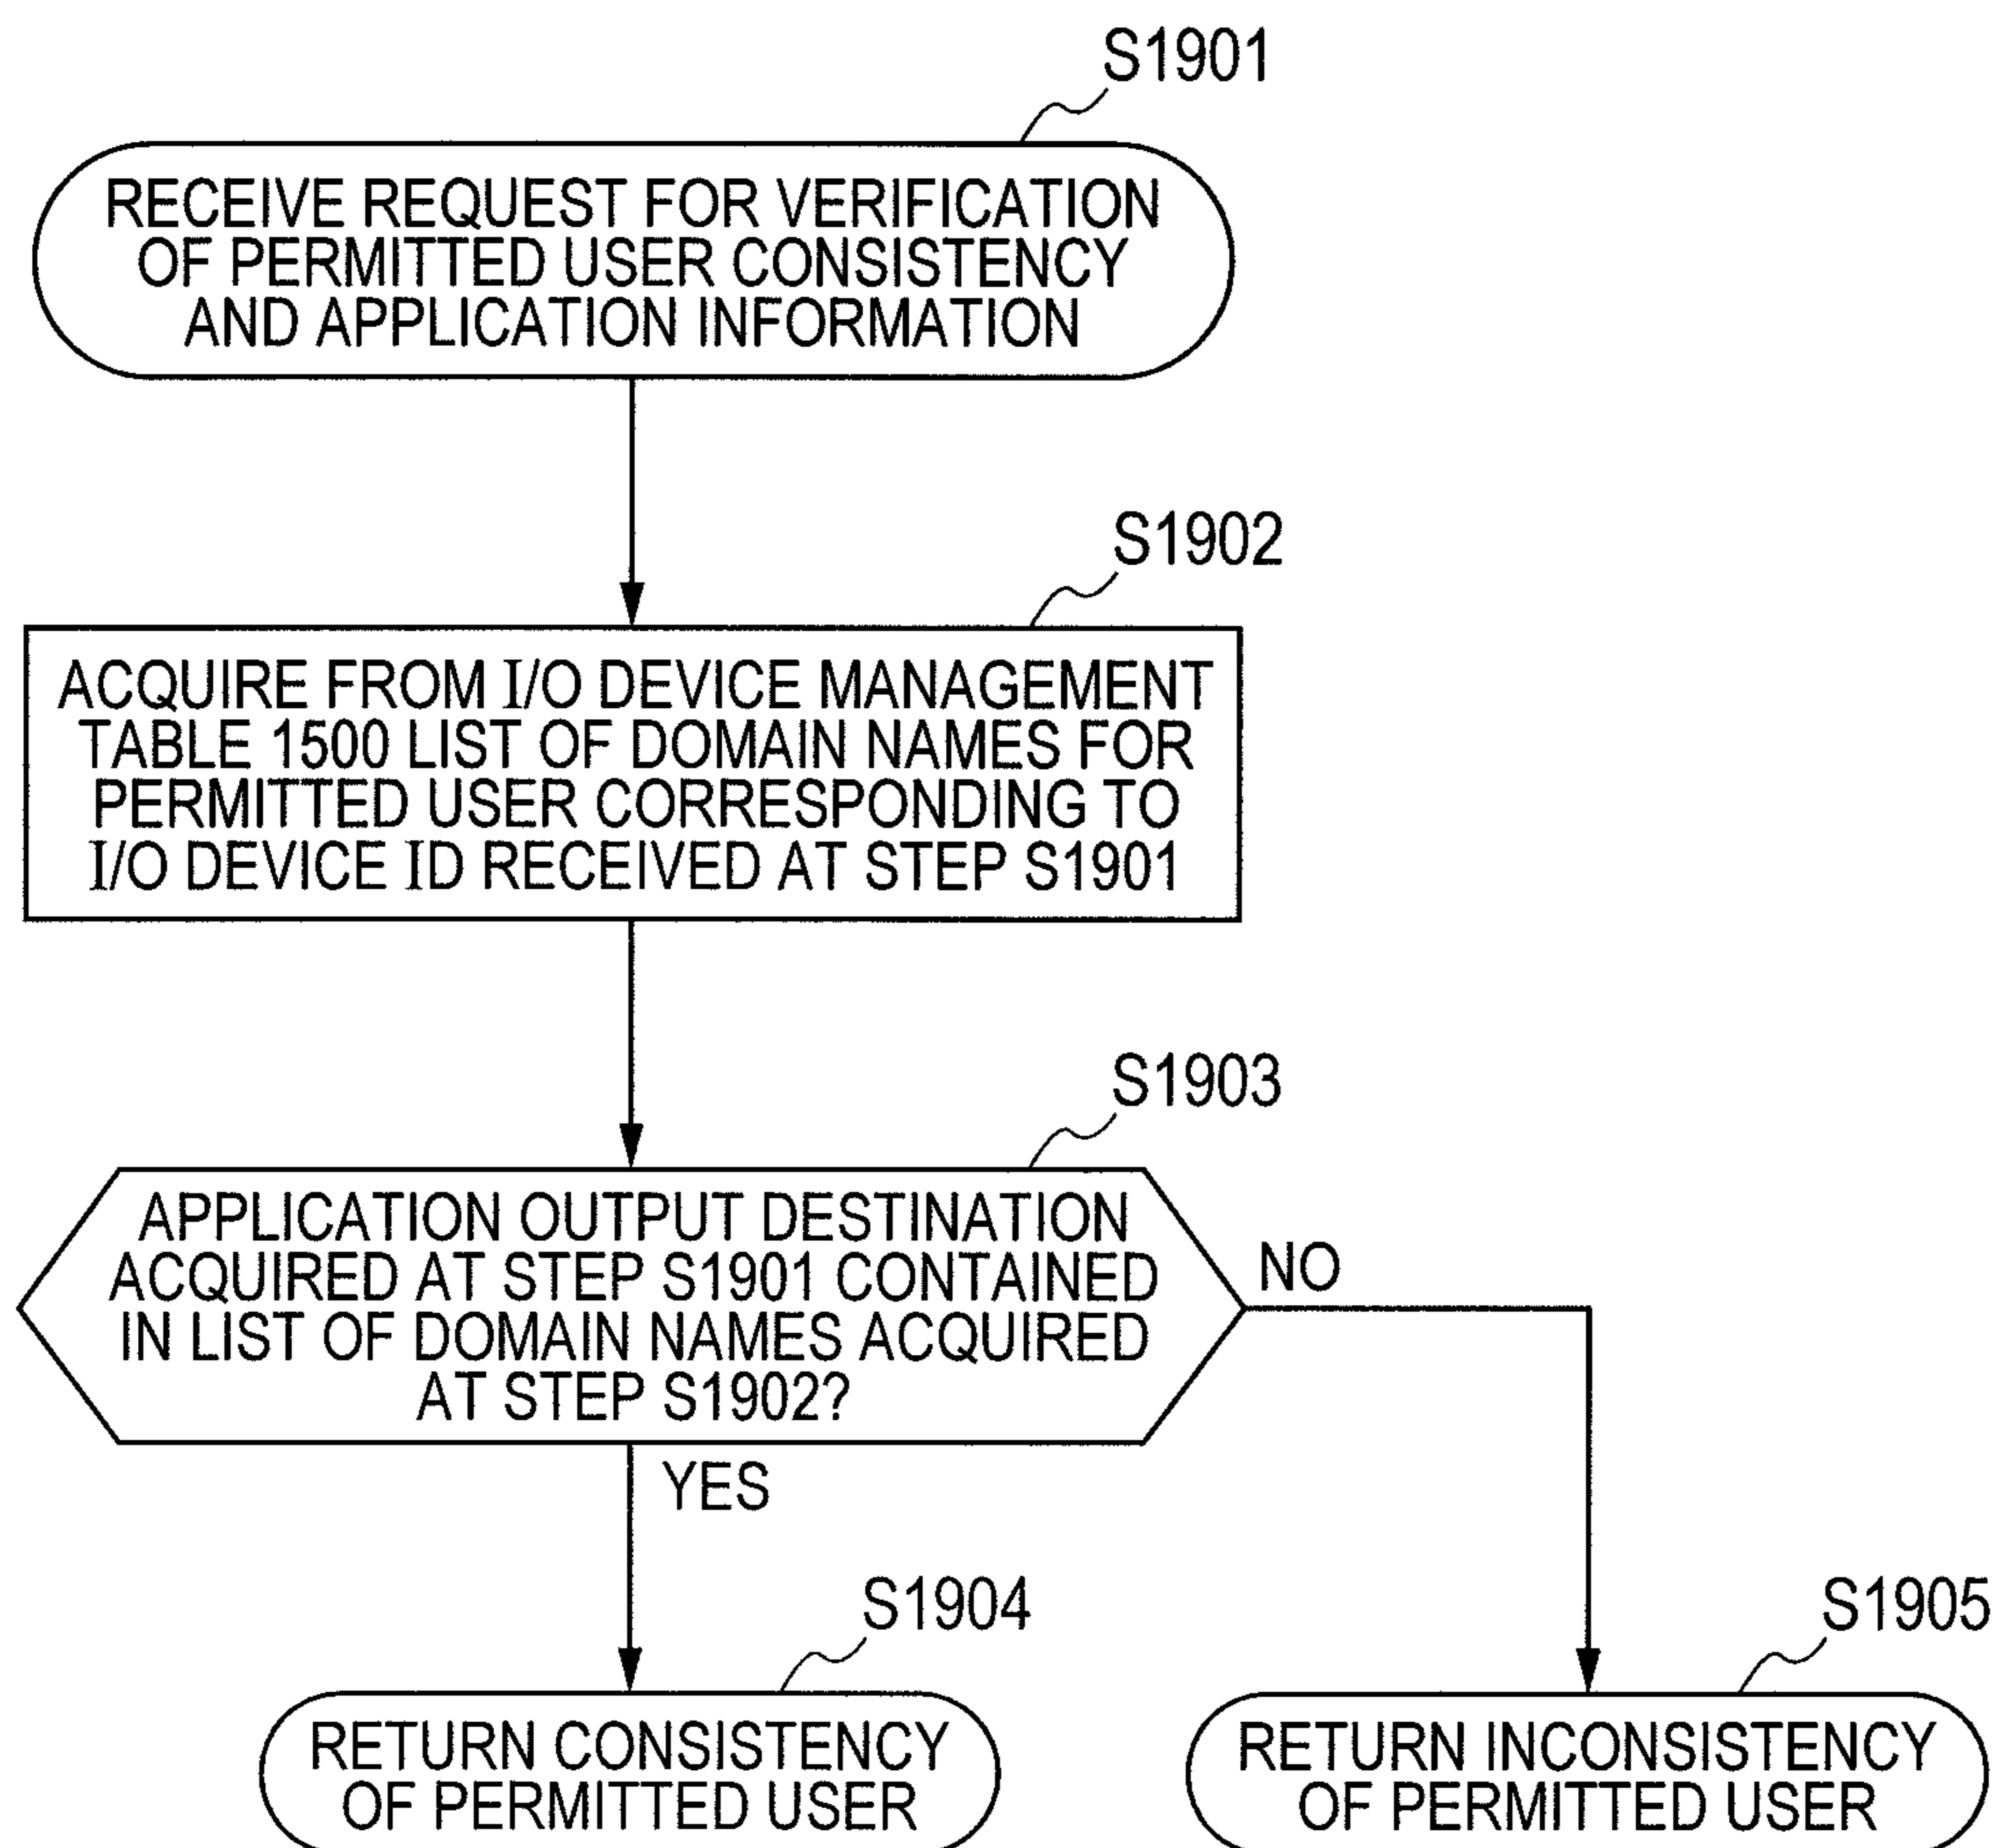 S1901
RECEIVE REQUEST FOR VERIFICATION
OF PERMITTED USER CONSISTENCY
AND APPLICATION INFORMATION
S1902
ACQUIRE FROM I/O DEVICE MANAGEMENT
TABLE 1500 LIST OF DOMAIN NAMES FOR
PERMITTED USER CORRESPONDING TO
I/O DEVICE ID RECEIVED AT STEP S1901
S1903
APPLICATION OUTPUT DESTINATION
ACQUIRED AT STEP S1901 CONTAINED
IN LIST OF DOMAIN NAMES ACQUIRED
AT STEP S1902?
NO
YES
S1904
RETURN CONSISTENCY
OF PERMITTED USER
S1905
RETURN INCONSISTENCY
OF PERMITTED USER